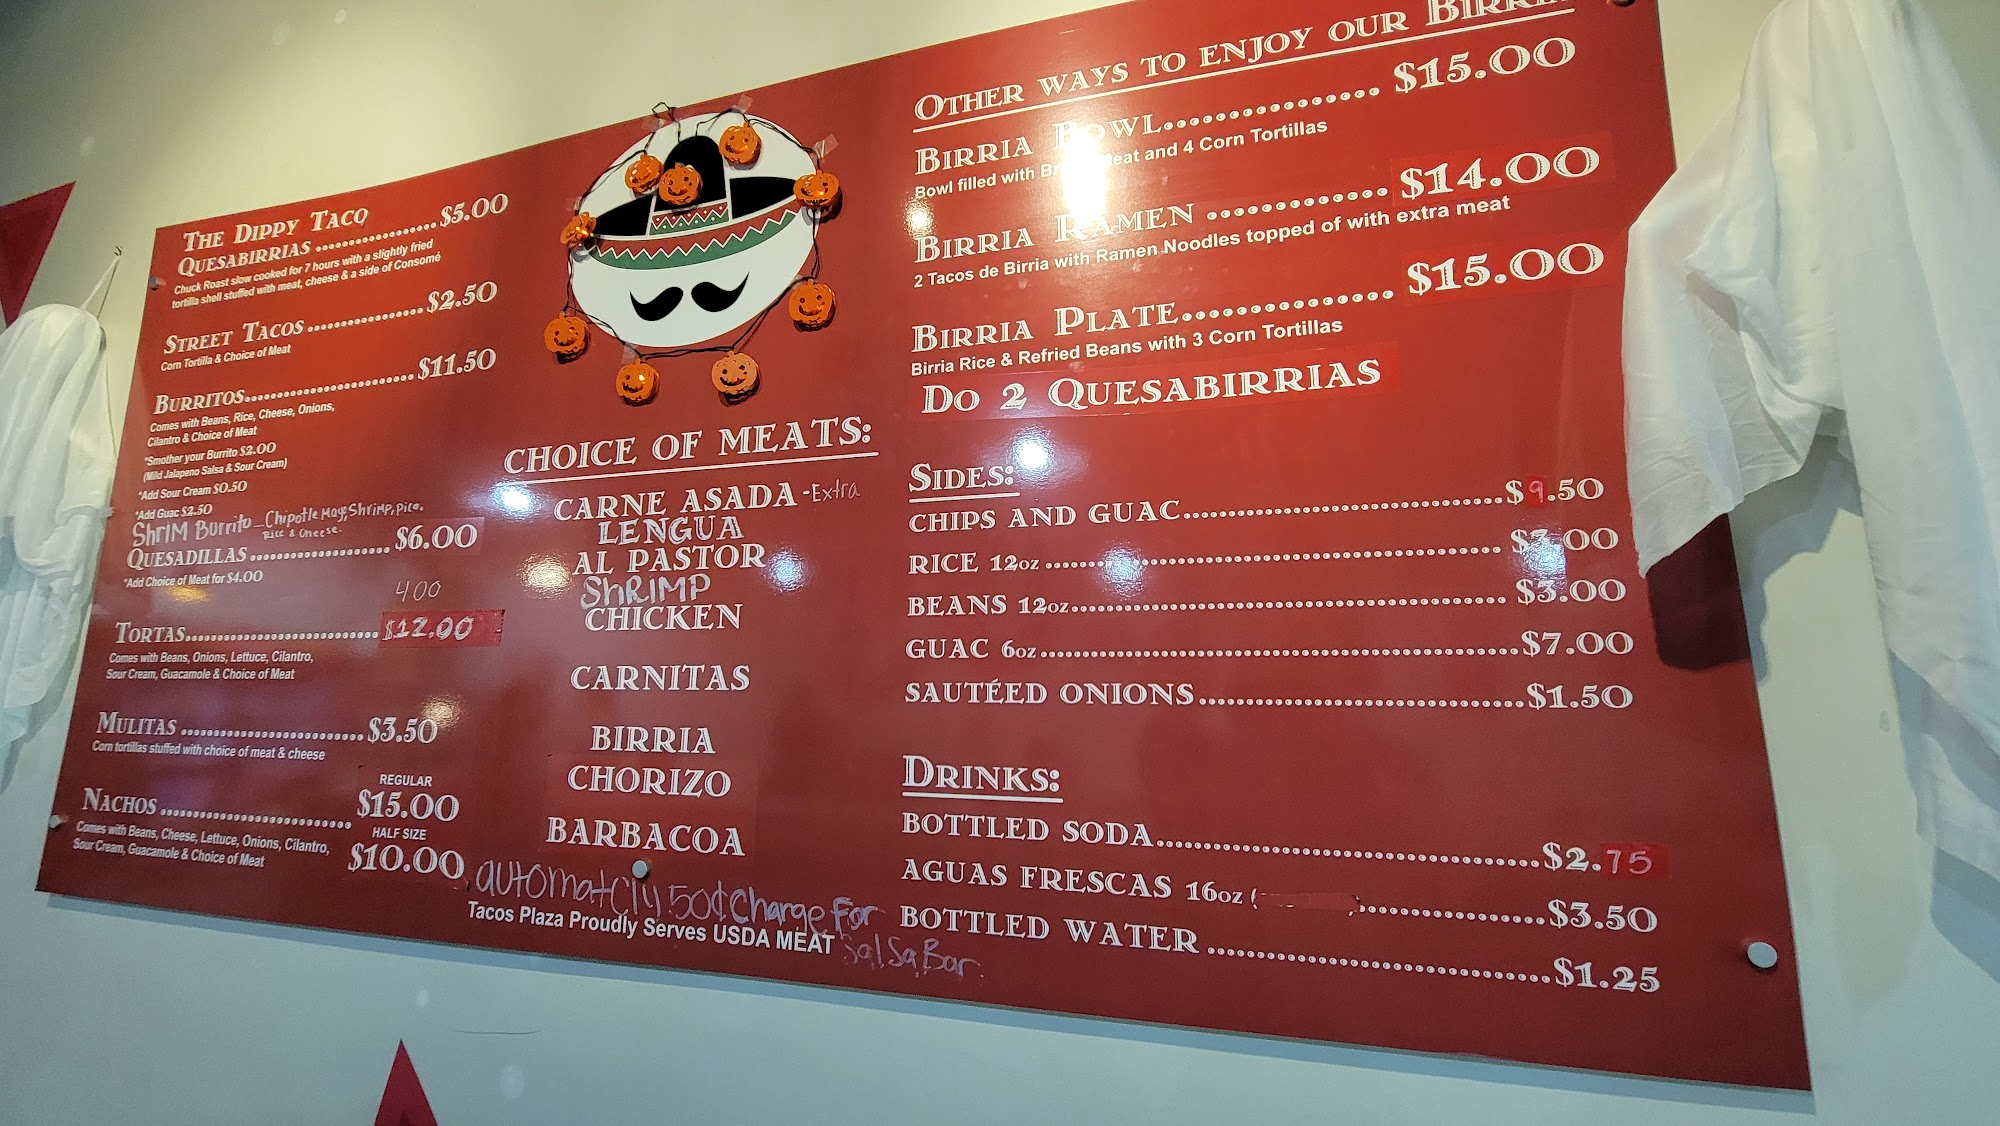 THE DIPPY TACO
QUESABIRRIAS $5.00
Chuck Roast slow cooked for 7 hours with a slightly fried
tortilla shell stuffed with meat, cheese & a side of Consomé
STREET TACOS $2.50
Corn Tortilla & Choice of Meat
BURRITOS $11.50
Comes with Beans, Rice, Cheese, Onions,
Cilantro & Choice of Meat
*Smother your Burrito $2.00
(Mild Jalapeno Salsa & Sour Cream)
*Add Sour Cream $0.50
*Add Guac $2.50
ShrIM Burrito - Chipotle Mayo, ShrIMP, pico.
Rice & cheese.
QUESADILLAS $6.00
*Add Choice of Meat for $4.00
400
TORTAS $12.00
Comes with Beans, Onions, Lettuce, Cilantro,
Sour Cream, Guacamole & Choice of Meat
MULITAS $3.50
Corn tortillas stuffed with choice of meat & cheese
REGULAR
NACHOS $15.00
HALF SIZE
$10.00
Comes with Beans, Cheese, Lettuce, Onions, Cilantro,
Sour Cream, Guacamole & Choice of Meat
CHOICE OF MEATS:
CARNE ASADA -Extra
LENGUA
AL PASTOR
ShRIMP
CHICKEN
CARNITAS
BIRRIA
CHORIZO
BARBACOA
automatClly 50¢ Charge For
Salsa Bar.
Tacos Plaza Proudly Serves USDA MEAT
OTHER WAYS TO ENJOY OUR BIRRIA
BIRRIA BOWL $15.00
Bowl filled with Meat and 4 Corn Tortillas
BIRRIA RAMEN $14.00
2 Tacos de Birria with Ramen Noodles topped of with extra meat
BIRRIA PLATE $15.00
Birria Rice & Refried Beans with 3 Corn Tortillas
DO 2 QUESABIRRIAS
SIDES:
CHIPS AND GUAC $9.50
RICE 12oz $3.00
BEANS 12oz $3.00
GUAC 6oz $7.00
SAUTÉED ONIONS $1.50
DRINKS:
BOTTLED SODA $2.75
AGUAS FRESCAS 16oz ( $3.50
BOTTLED WATER $1.25